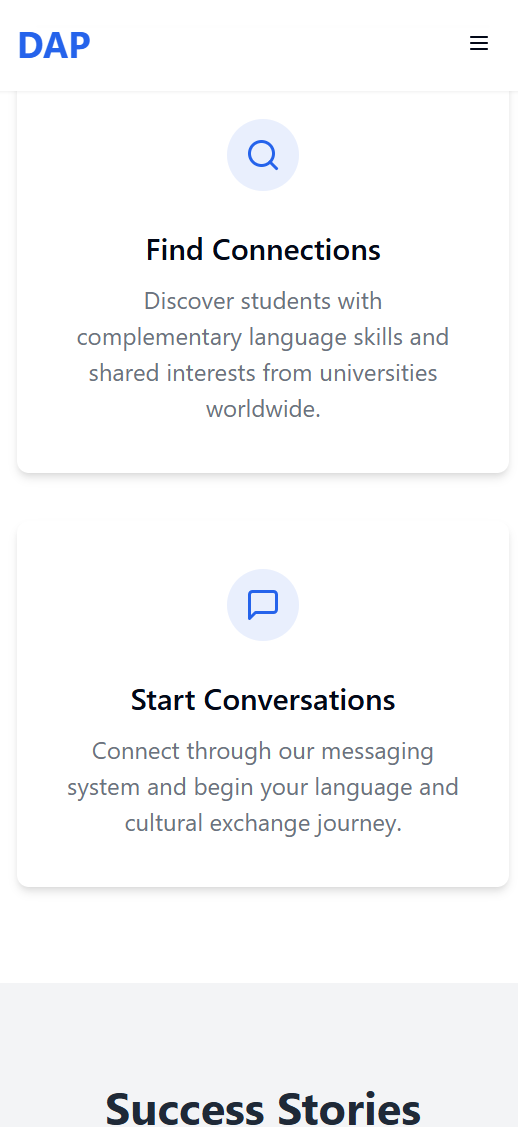 DAP
Find Connections
Discover students with
complementary language skills and
shared interests from universities
worldwide.
Start Conversations
Connect through our messaging
system and begin your language and
cultural exchange journey.
Success Stories